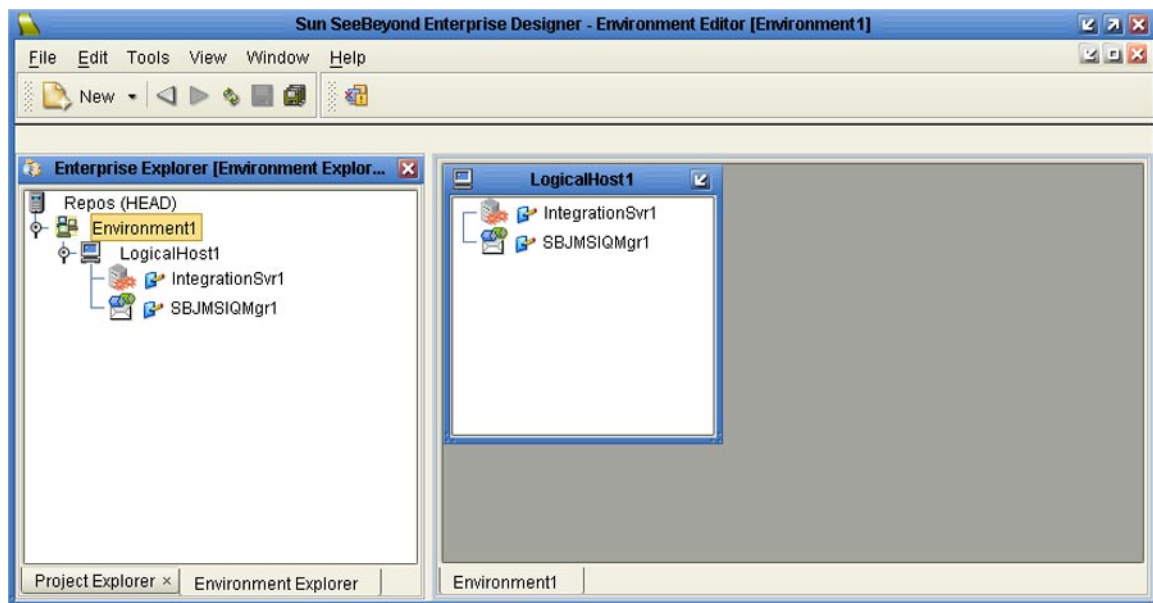 Sun SeeBeyond Enterprise Designer - Environment Editor [Environment1]
File Edit Tools View Window Help
New
Enterprise Explorer [Environment Explor...
Repos (HEAD)
Environment1
LogicalHost1
IntegrationSvr1
SBJMSIQMgr1
Project Explorer ×
Environment Explorer
LogicalHost1
IntegrationSvr1
SBJMSIQMgr1
Environment1